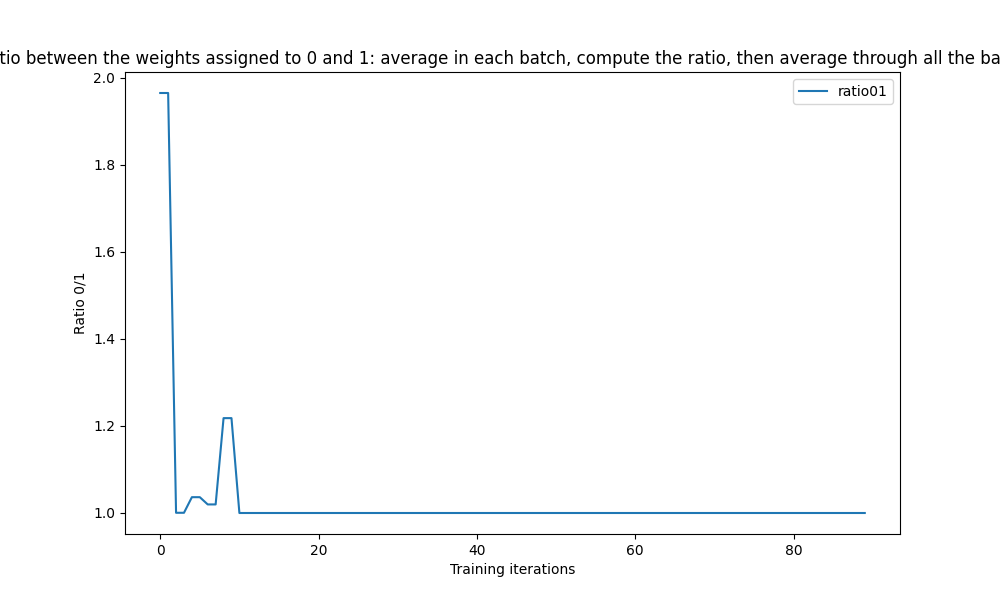 tio between the weights assigned to 0 and 1: average in each batch, compute the ratio, then average through all the ba
2.0
ratio01
1.8
1.6
1.4
1.2
1.0
Ratio 0/1
0 20 40 60 80
Training iterations